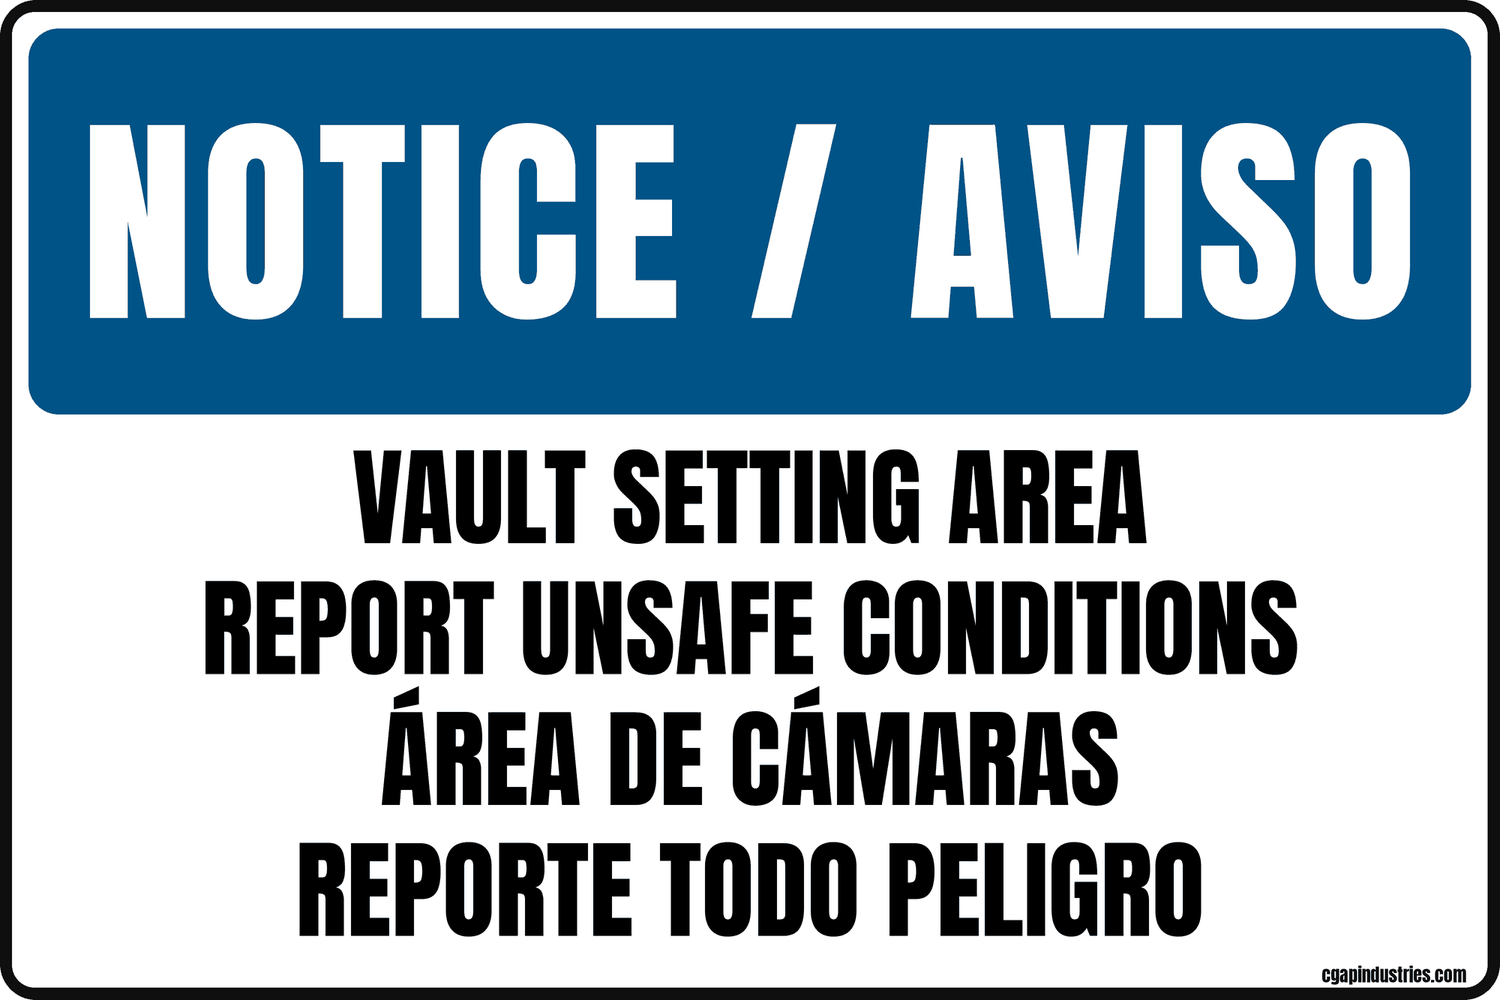 NOTICE / AVISO
VAULT SETTING AREA
REPORT UNSAFE CONDITIONS
ÁREA DE CÁMARAS
REPORTE TODO PELIGRO
cgapindustries.com